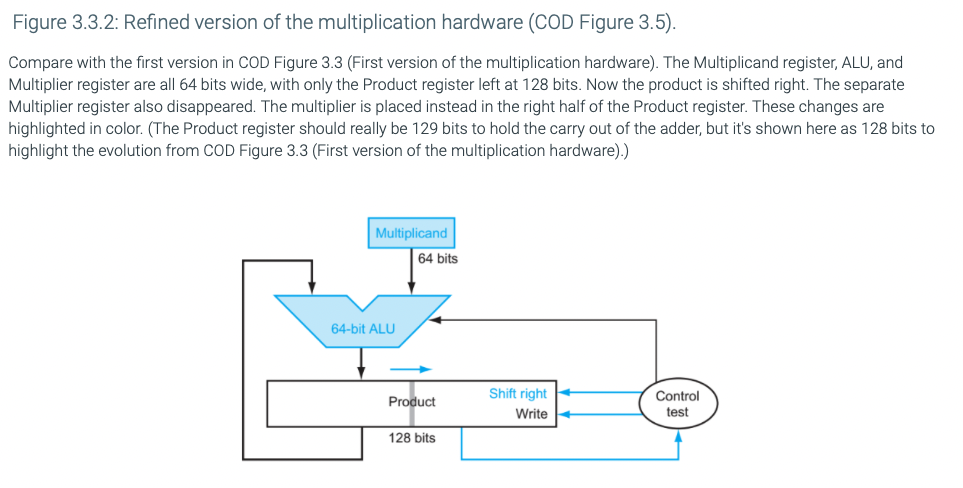 Figure 3.3.2: Refined version of the multiplication hardware (COD Figure 3.5).
Compare with the first version in COD Figure 3.3 (First version of the multiplication hardware). The Multiplicand register, ALU, and
Multiplier register are all 64 bits wide, with only the Product register left at 128 bits. Now the product is shifted right. The separate
Multiplier register also disappeared. The multiplier is placed instead in the right half of the Product register. These changes are
highlighted in color. (The Product register should really be 129 bits to hold the carry out of the adder, but it's shown here as 128 bits to
highlight the evolution from COD Figure 3.3 (First version of the multiplication hardware).)
Multiplicand
64 bits
64-bit ALU
Product
Shift right
Write
Control
test
128 bits